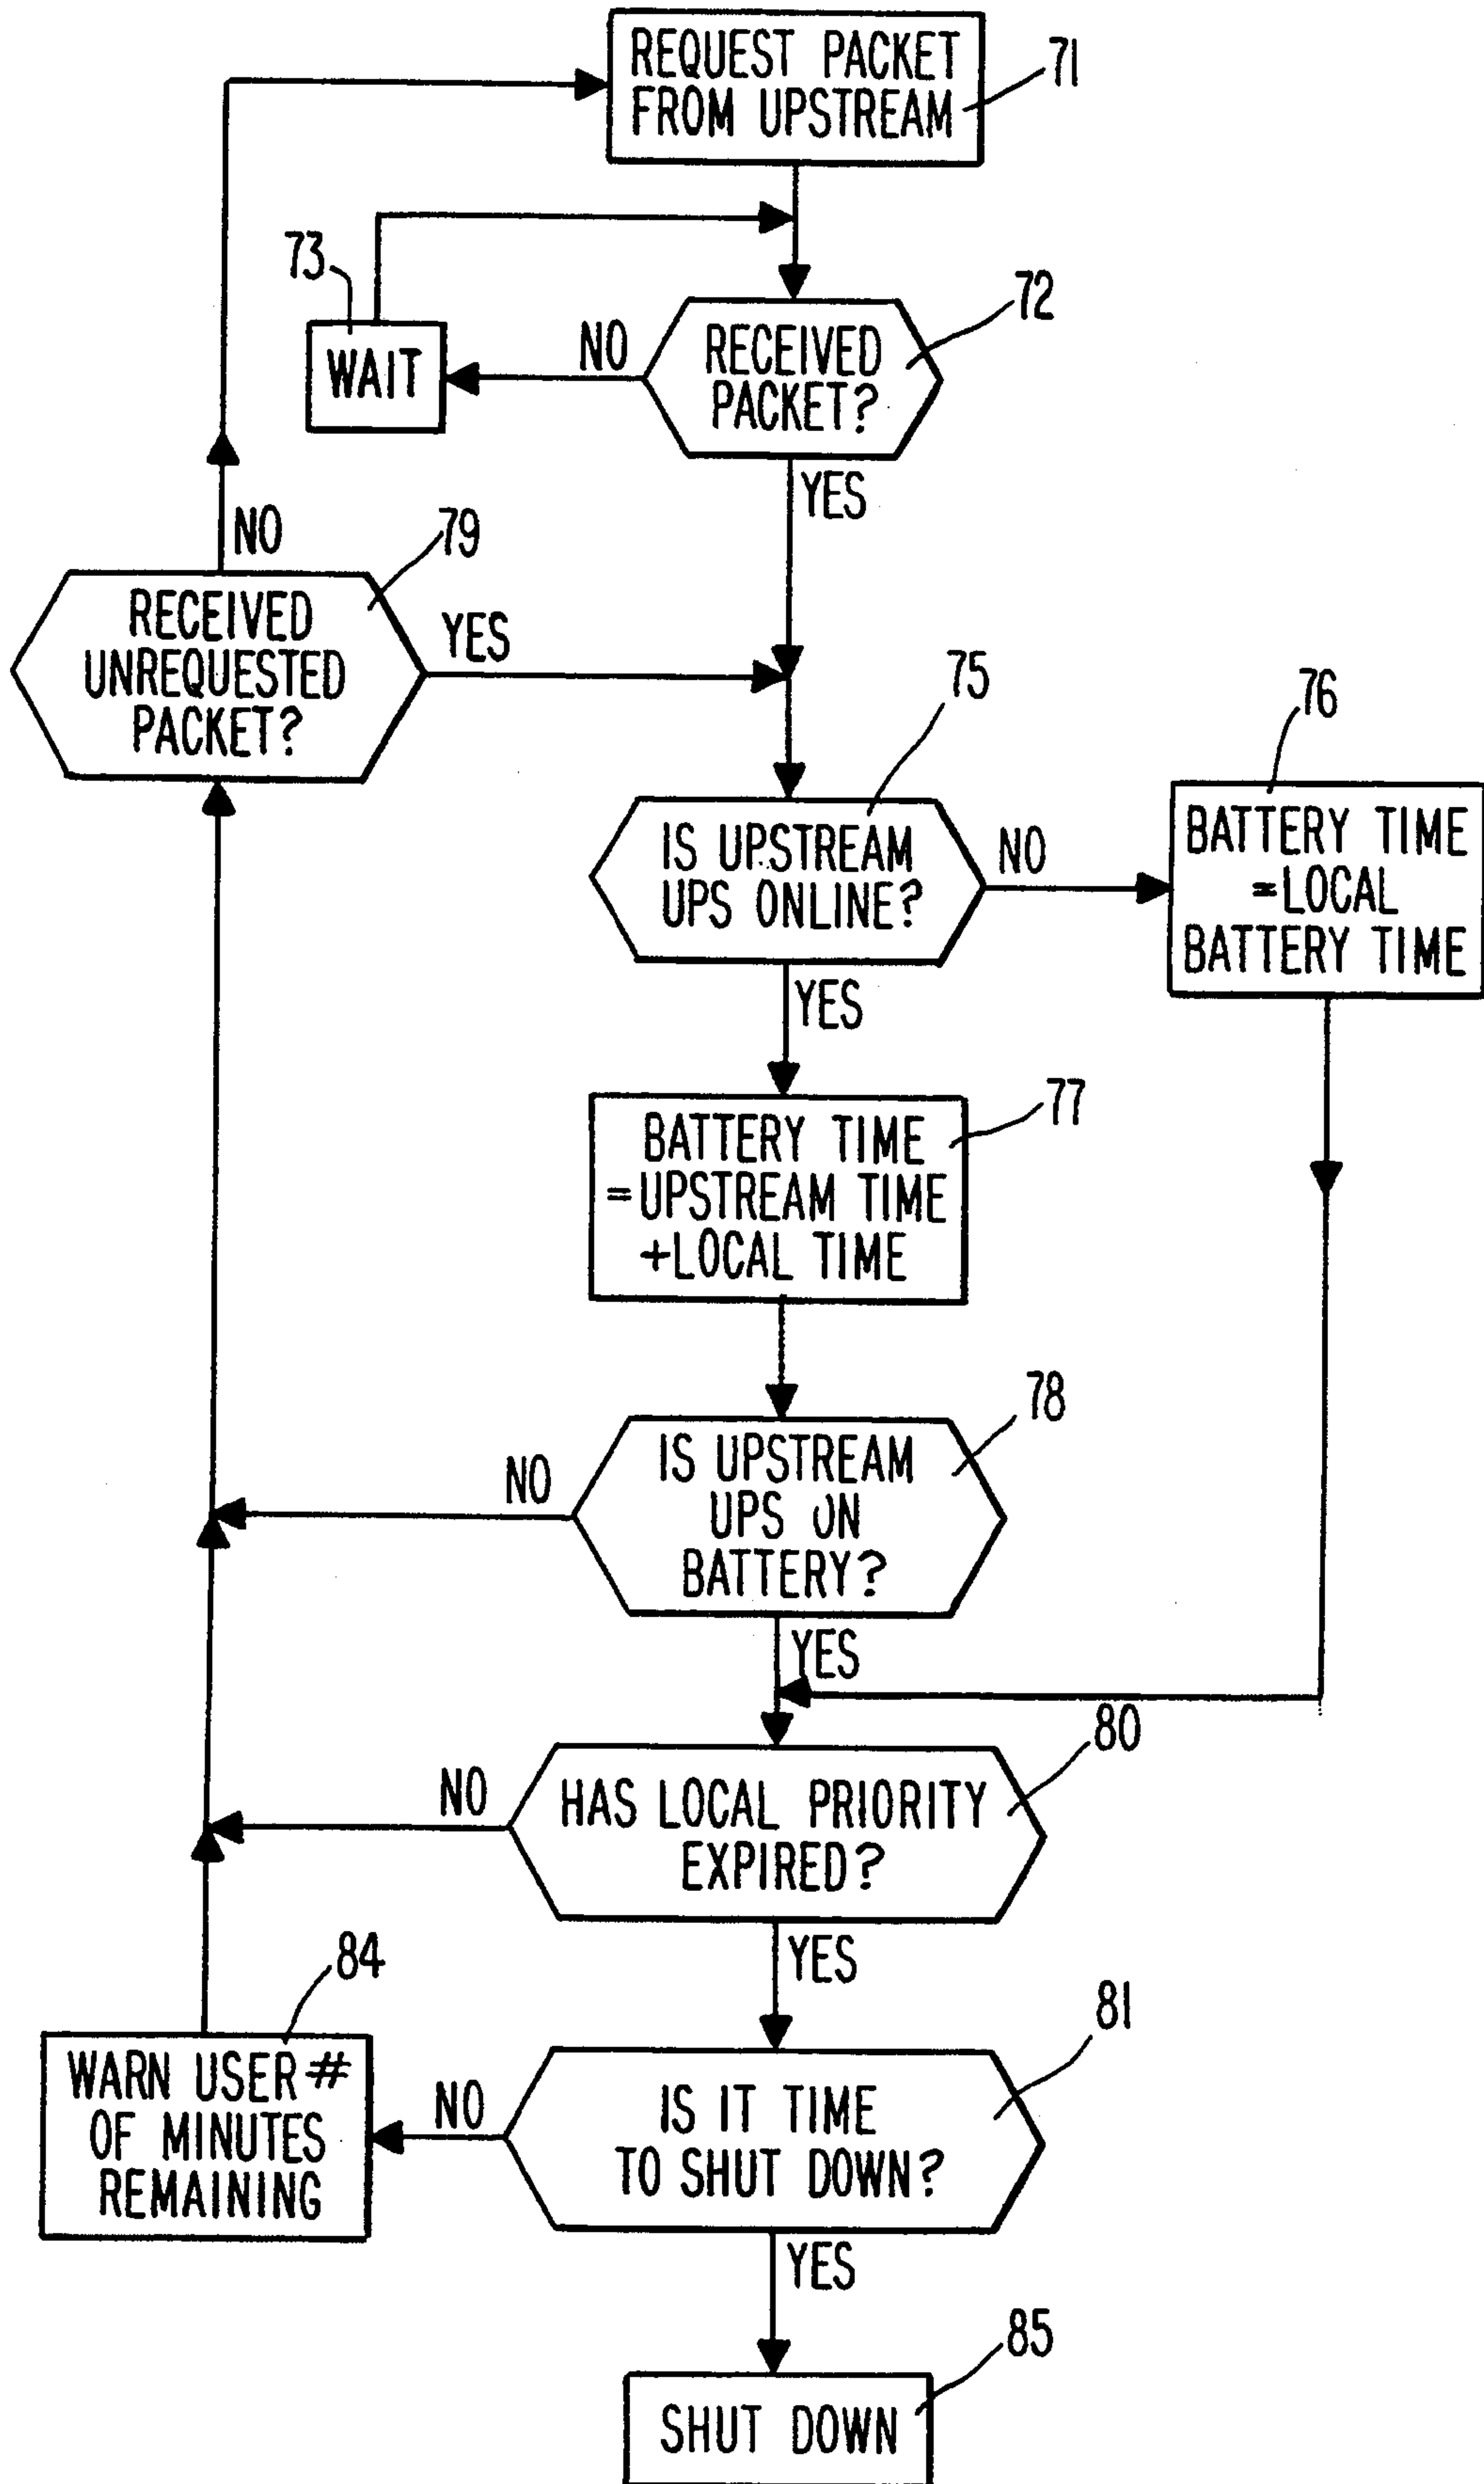 REQUEST PACKET
FROM UPSTREAM
71
73
72
WAIT
NO
RECEIVED
PACKET?
YES
NO
79
RECEIVED
UNREQUESTED
PACKET?
YES
75
76
IS UPSTREAM
UPS ONLINE?
NO
BATTERY TIME
=LOCAL
BATTERY TIME
YES
77
BATTERY TIME
=UPSTREAM TIME
+LOCAL TIME
78
NO
IS UPSTREAM
UPS ON
BATTERY?
YES
80
NO
HAS LOCAL PRIORITY
EXPIRED?
YES
84
81
WARN USER #
OF MINUTES
REMAINING
NO
IS IT TIME
TO SHUT DOWN?
YES
85
SHUT DOWN